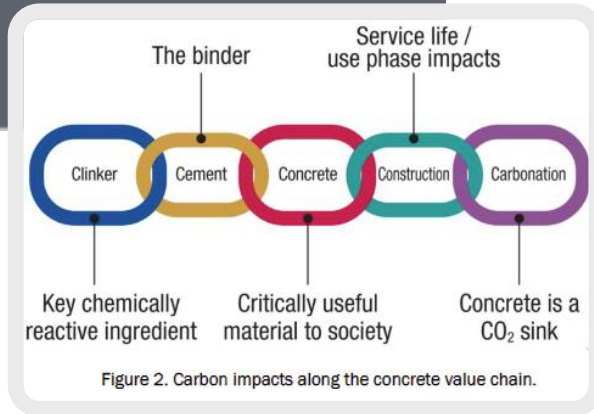 Service life /
use phase impacts
The binder
Clinker
Cement
Concrete
Construction
Carbonation
Key chemically
reactive ingredient
Critically useful
material to society
Concrete is a
CO₂ sink
Figure 2. Carbon impacts along the concrete value chain.